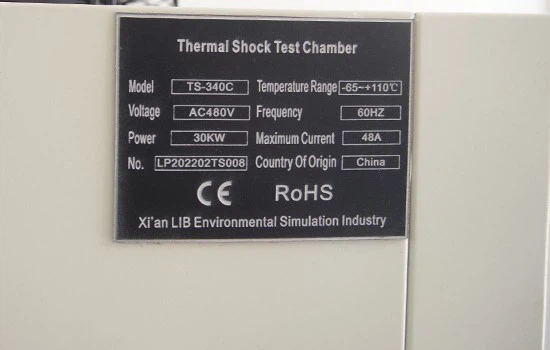 Thermal Shock Test Chamber
Model TS-340C Temperature Range -65~+110℃
Voltage AC480V Frequency 60HZ
Power 30KW Maximum Current 48A
No. LP202202TS008 Country Of Origin China
CE RoHS
Xi'an LIB Environmental Simulation Industry